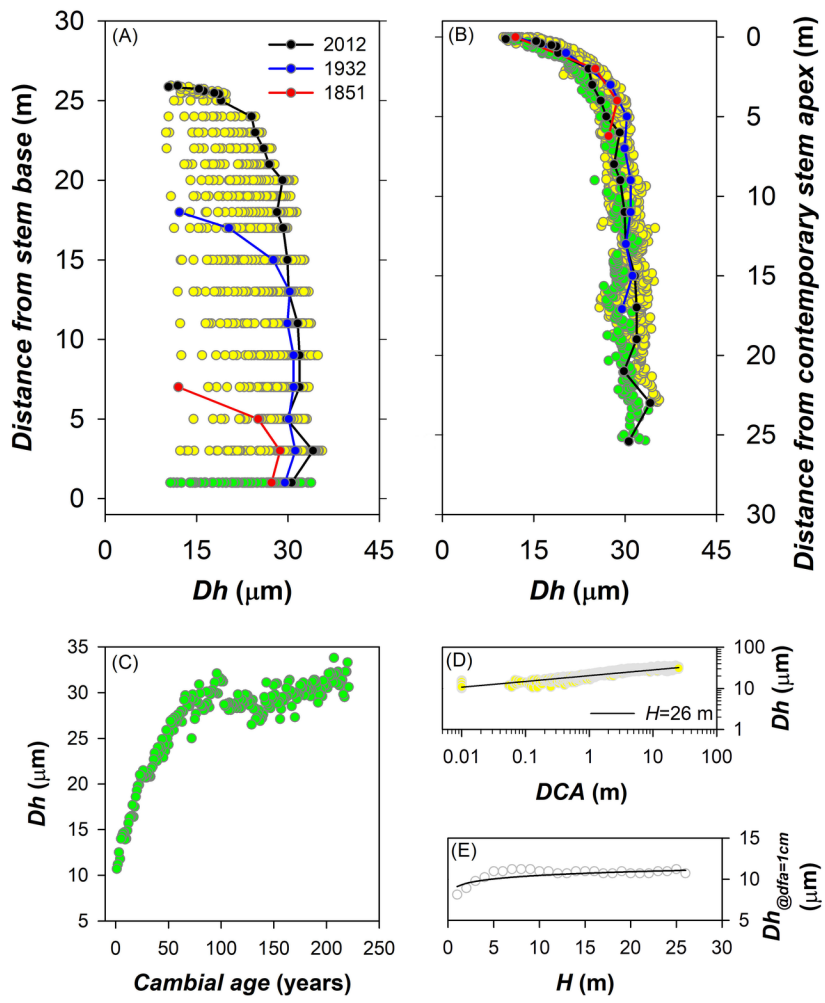 (A)
2012
1932
1851
30
25
20
15
10
5
0
Distance from stem base (m)
0 15 30 45
Dh (μm)
(B)
0
5
10
15
20
25
30
Distance from contemporary stem apex (m)
0 15 30 45
Dh (μm)
(C)
35
30
25
20
15
10
5
Dh (μm)
0 50 100 150 200 250
Cambial age (years)
(D)
H=26 m
100
10
1
Dh (μm)
0.01 0.1 1 10 100
DCA (m)
(E)
15
10
5
Dh@dfa=1cm
(μm)
0 5 10 15 20 25 30
H (m)